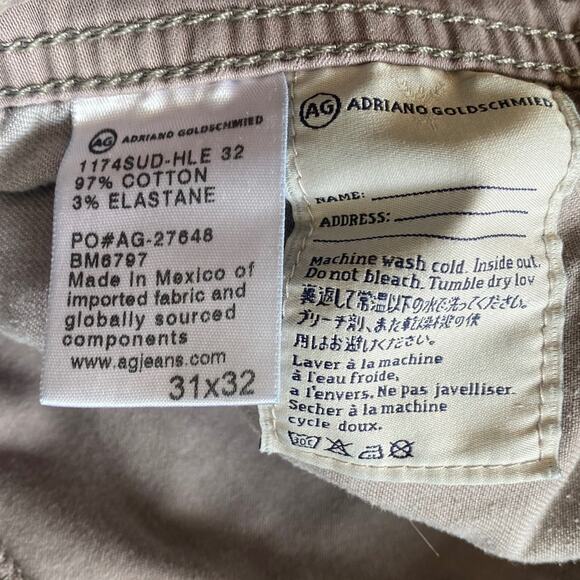 AG ADRIANO GOLDSCHMIED
1174SUD-HLE 32
97% COTTON
3% ELASTANE
PO#AG-27648
BM6797
Made in Mexico of
imported fabric and
globally sourced
components
www.agjeans.com
31x32
AG ADRIANO GOLDSCHMIED
NAME:
ADDRESS:
Machine wash cold. Inside out.
Do not bleach. Tumble dry low
裏返して常温以下の水で洗ってください。
ブリーチ剤、また乾燥機の使
用はお避けください。
Laver à la machine
à l'eau froide,
a l'envers. Ne pas javelliser.
Secher à la machine
cycle doux.
30C